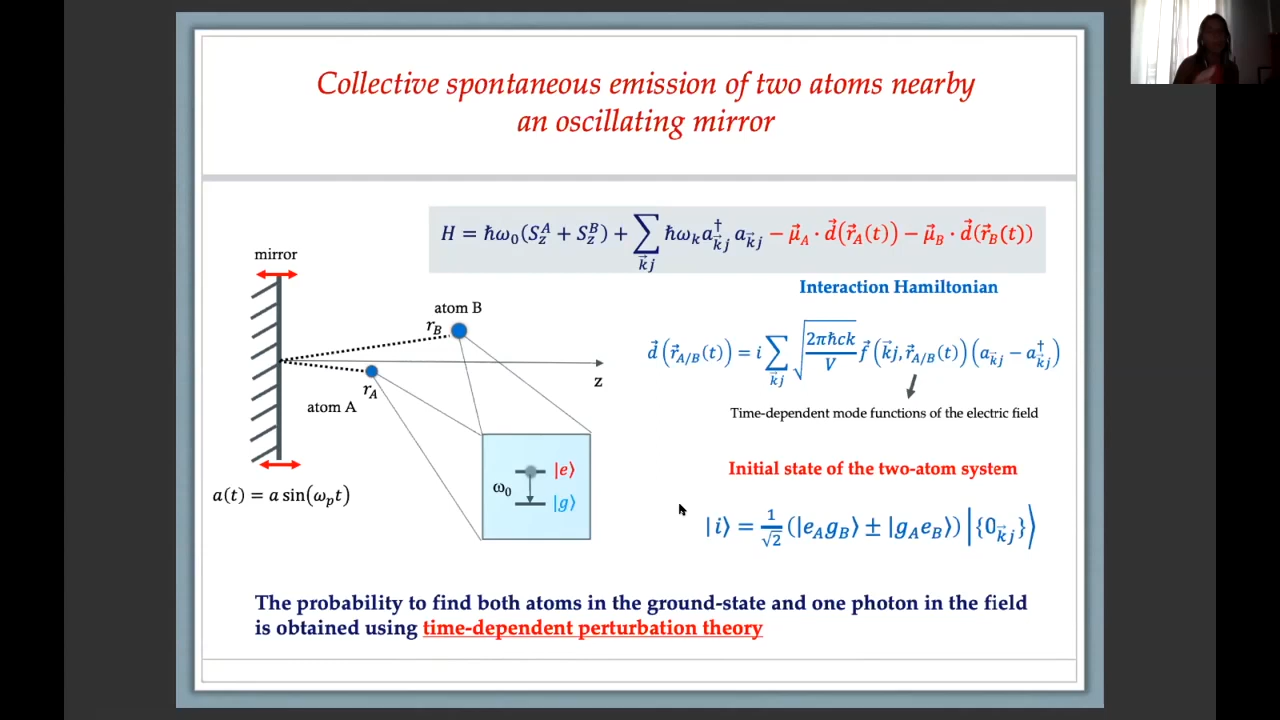 Collective spontaneous emission of two atoms nearby
an oscillating mirror
H = ħω₀(S_z^A + S_z^B) + ∑_{k⃗j} ħω_k a†_{k⃗j} a_{k⃗j} − μ⃗_A · d⃗(r⃗_A(t)) − μ⃗_B · d⃗(r⃗_B(t))
Interaction Hamiltonian
mirror
atom B
r_B
r_A
atom A
z
d⃗(r⃗_{A/B}(t)) = i ∑_{k⃗j} √(2πħck/V) f⃗(k⃗j, r⃗_{A/B}(t))(a_{k⃗j} − a†_{k⃗j})
Time-dependent mode functions of the electric field
ω₀
|e⟩
|g⟩
a(t) = a sin(ω_p t)
Initial state of the two-atom system
|i⟩ = 1/√2 (|e_A g_B⟩ ± |g_A e_B⟩) |{0_{k⃗j}}⟩
The probability to find both atoms in the ground-state and one photon in the field
is obtained using time-dependent perturbation theory